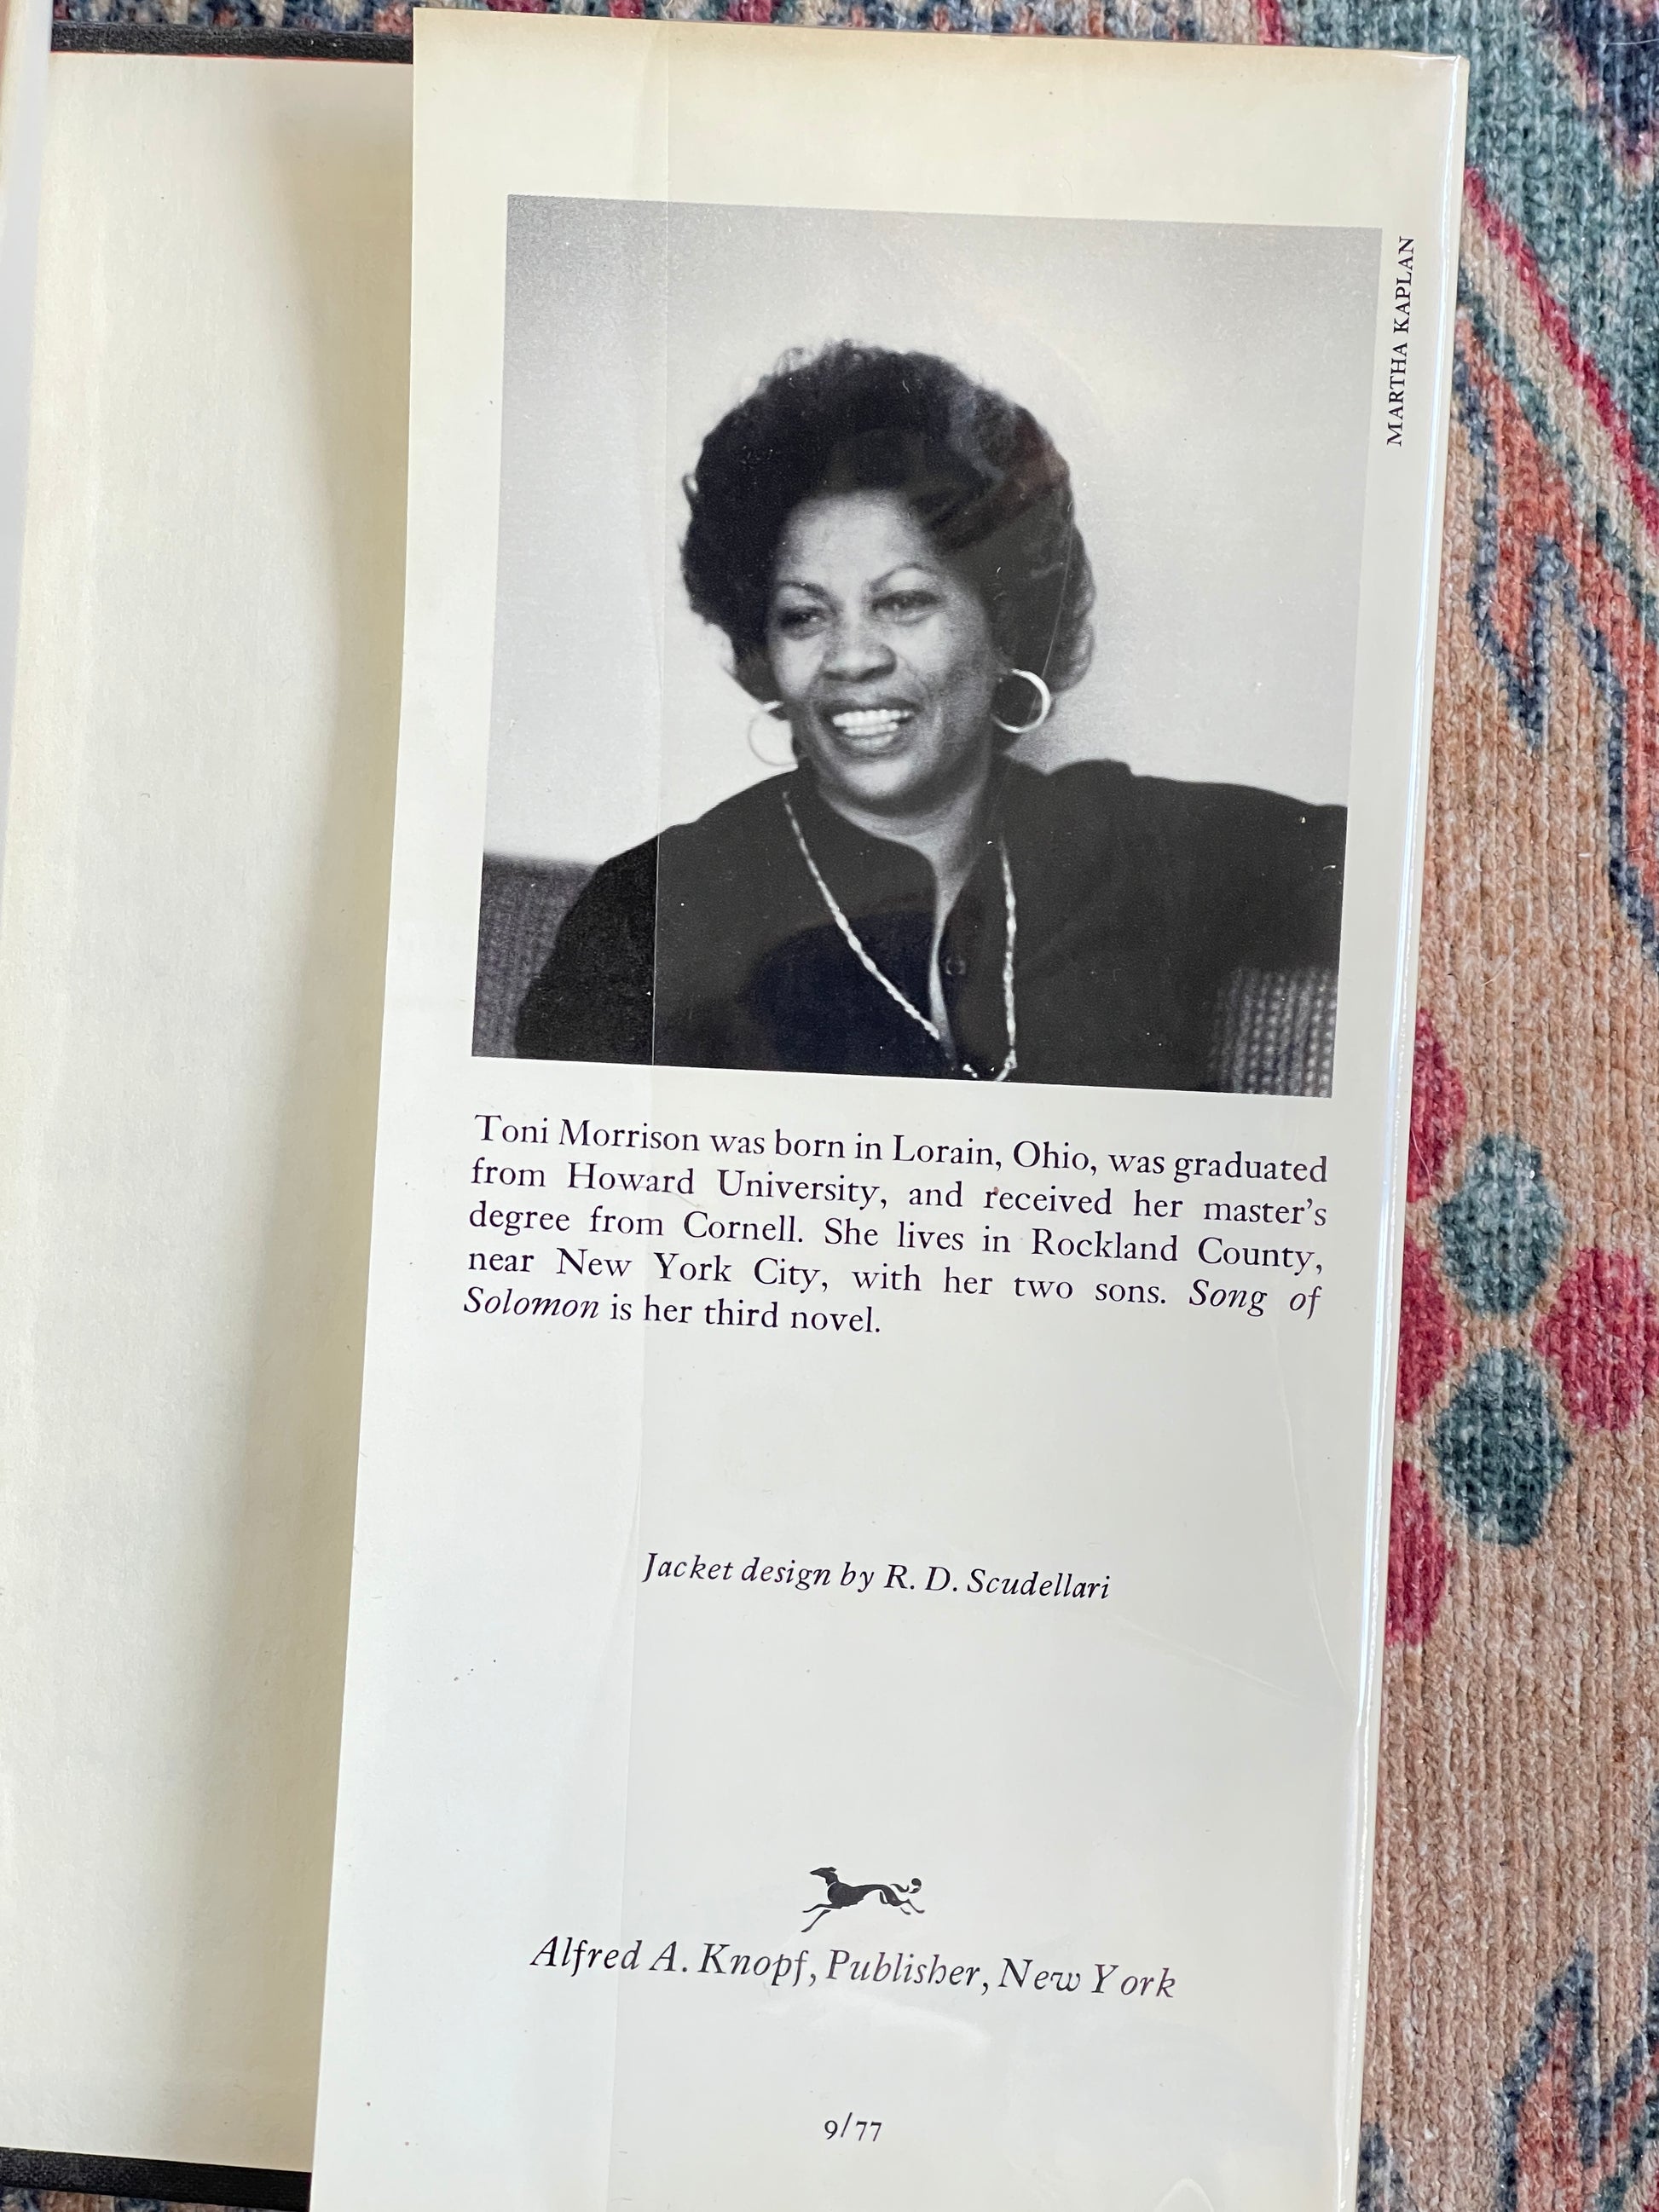 MARTHA KAPLAN
Toni Morrison was born in Lorain, Ohio, was graduated
from Howard University, and received her master's
degree from Cornell. She lives in Rockland County,
near New York City, with her two sons. Song of
Solomon is her third novel.
Jacket design by R. D. Scudellari
Alfred A. Knopf, Publisher, New York
9/77